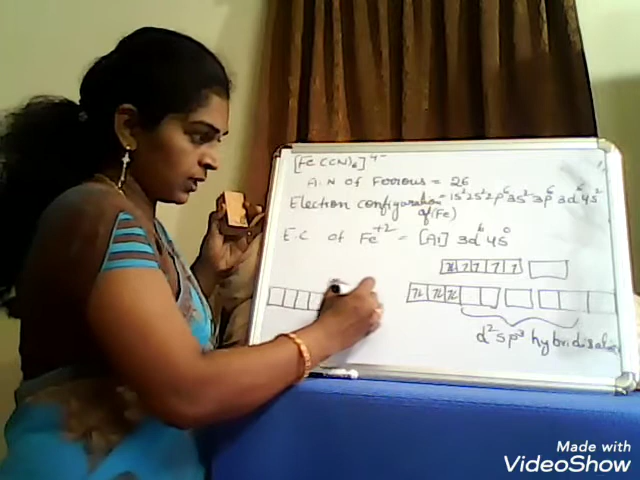 [Fe(CN)6]4-
A.N of Ferrous = 26
Electron configuration of (Fe) = 1s² 2s² 2p⁶ 3s² 3p⁶ 3d⁶ 4s²
E.C of Fe+2 = [Ar] 3d⁶ 4s⁰
d²sp³ hybridisation
Made with
VideoShow